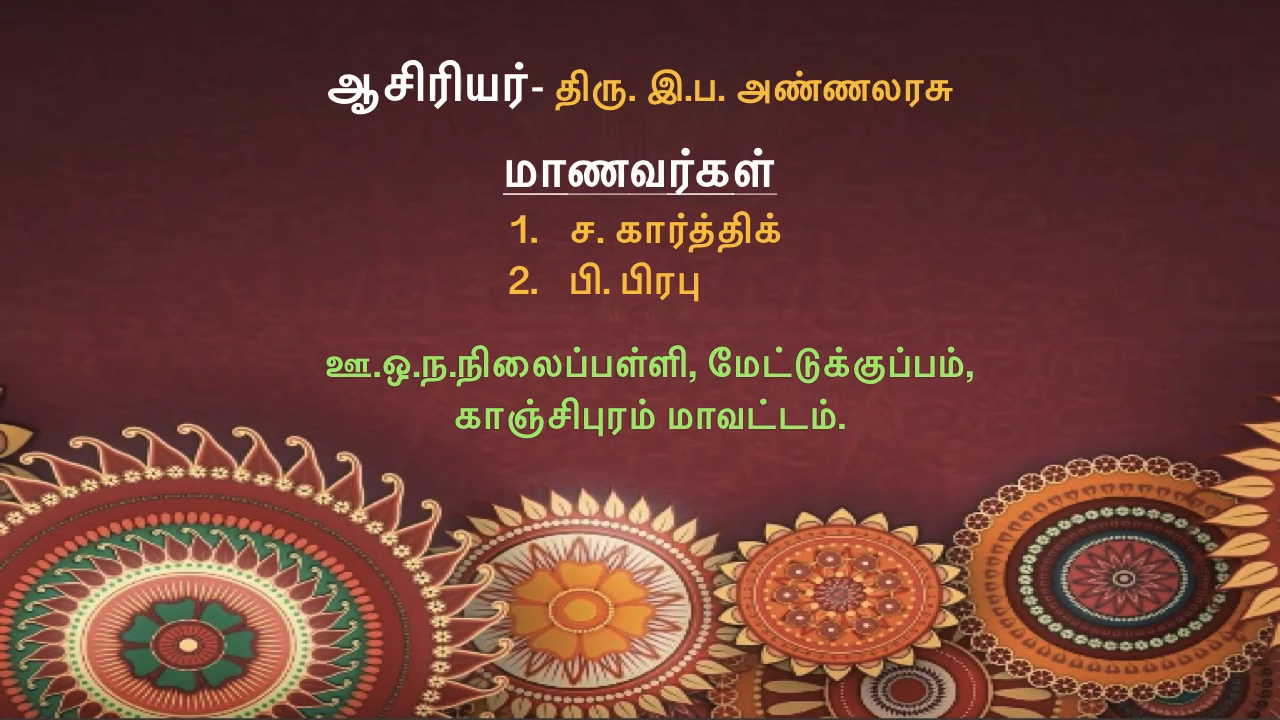 ஆசிரியர்- திரு. இ.ப. அண்ணலரசு
மாணவர்கள்
1. ச. கார்த்திக்
2. பி. பிரபு
ஊ.ஒ.ந.நிலைப்பள்ளி, மேட்டுக்குப்பம்,
காஞ்சிபுரம் மாவட்டம்.